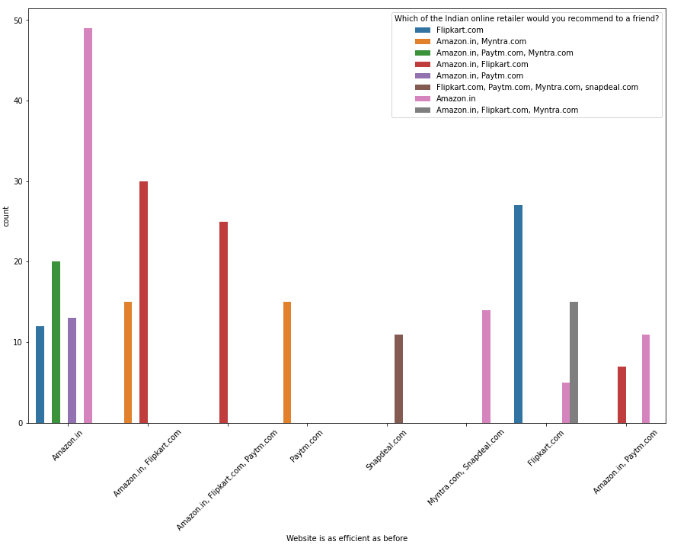 Which of the Indian online retailer would you recommend to a friend?
Flipkart.com
Amazon.in, Myntra.com
Amazon.in, Paytm.com, Myntra.com
Amazon.in, Flipkart.com
Amazon.in, Paytm.com
Flipkart.com, Paytm.com, Myntra.com, snapdeal.com
Amazon.in
Amazon.in, Flipkart.com, Myntra.com
50
40
30
20
10
0
count
Amazon.in
Amazon.in, Flipkart.com
Amazon.in, Flipkart.com, Paytm.com
Paytm.com
Snapdeal.com
Myntra.com, Snapdeal.com
Flipkart.com
Amazon.in, Paytm.com
Website is as efficient as before